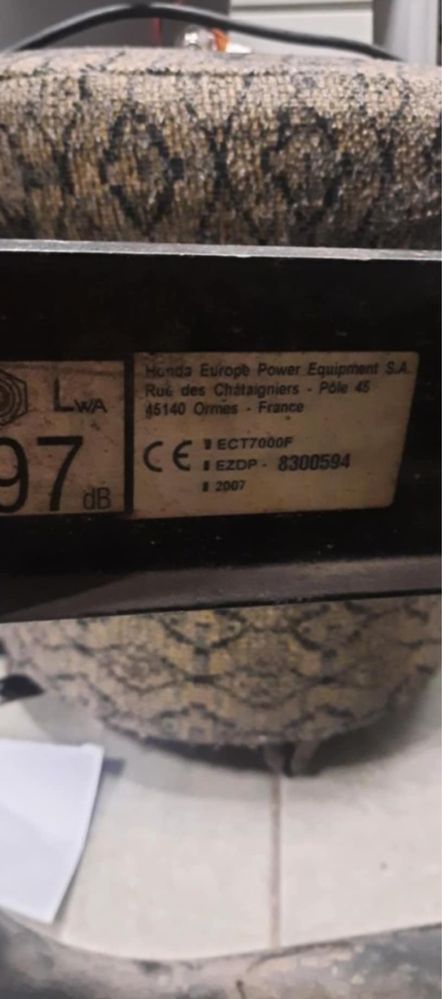 LWA
97
dB
Honda Europe Power Equipment S.A.
Rue des Châtaigniers - Pôle 45
45140 Ormes - France
CE
ECT7000F
EZDP - 8300594
2007